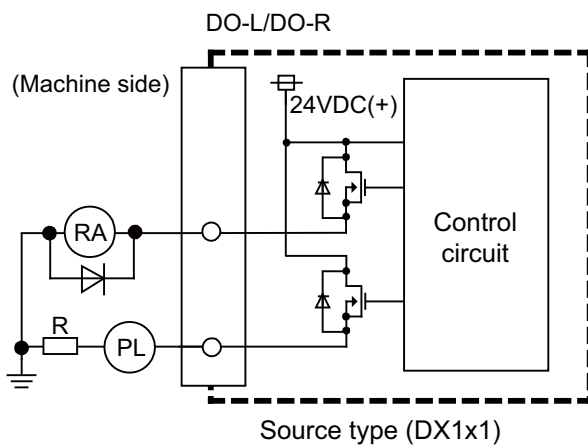 DO-L/DO-R
(Machine side)
24VDC(+)
RA
Control
circuit
R
PL
Source type (DX1x1)